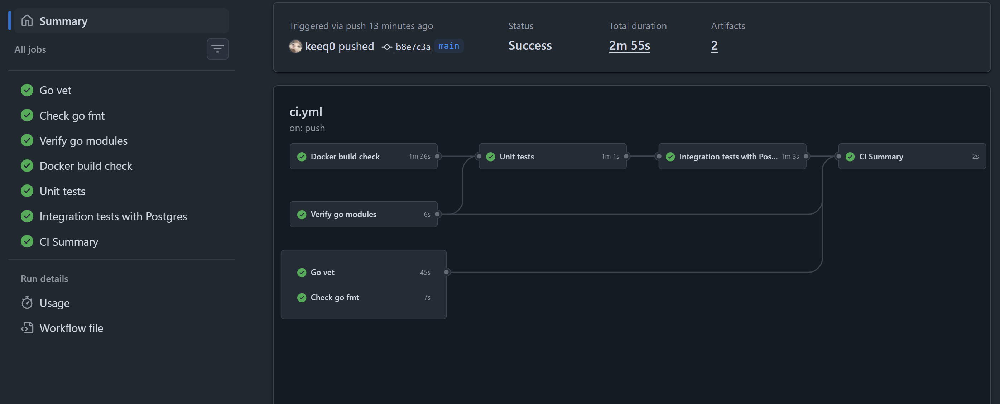 Summary
All jobs
Go vet
Check go fmt
Verify go modules
Docker build check
Unit tests
Integration tests with Postgres
CI Summary
Run details
Usage
Workflow file
Triggered via push 13 minutes ago
keeq0 pushed b8e7c3a main
Status
Success
Total duration
2m 55s
Artifacts
2
ci.yml
on: push
Docker build check 1m 36s
Unit tests 1m 1s
Integration tests with Pos... 1m 3s
CI Summary 2s
Verify go modules 6s
Go vet 45s
Check go fmt 7s